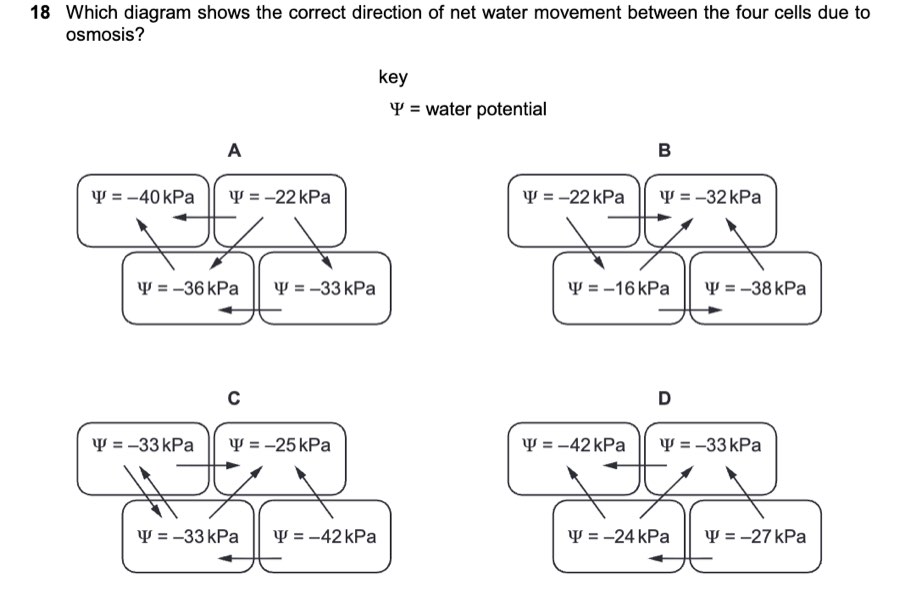 18 Which diagram shows the correct direction of net water movement between the four cells due to
osmosis?
key
Ψ = water potential
A
B
Ψ = –40 kPa
Ψ = –22 kPa
Ψ = –22 kPa
Ψ = –32 kPa
Ψ = –36 kPa
Ψ = –33 kPa
Ψ = –16 kPa
Ψ = –38 kPa
C
D
Ψ = –33 kPa
Ψ = –25 kPa
Ψ = –42 kPa
Ψ = –33 kPa
Ψ = –33 kPa
Ψ = –42 kPa
Ψ = –24 kPa
Ψ = –27 kPa